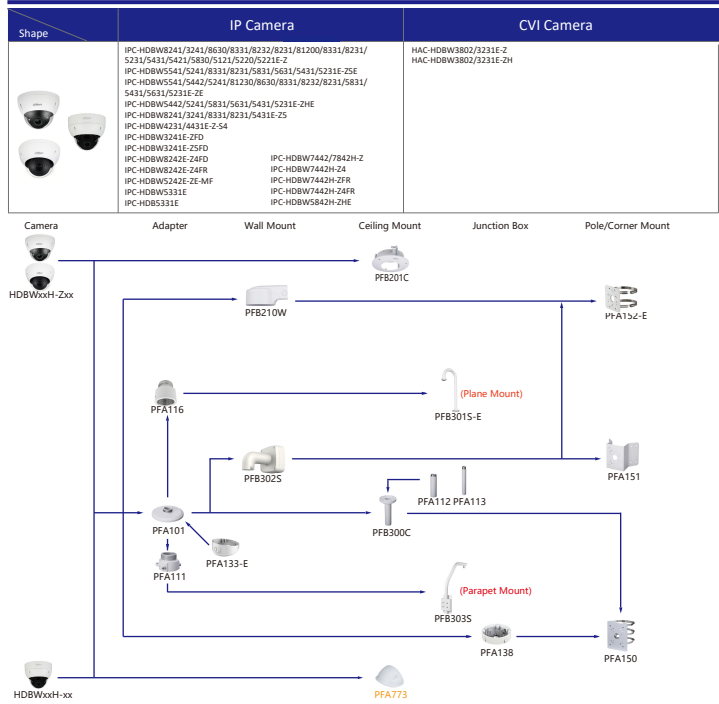 Shape
IP Camera
CVI Camera
IPC-HDBW8241/3241/8630/8331/8232/8231/81200/8331/8231/
5231/5431/5421/5830/5121/5220/5221E-Z
IPC-HDBW5541/5241/8331/8231/5831/5631/5431/5231E-Z5E
IPC-HDBW5541/5442/5241/81230/8630/8331/8232/8231/5831/
5431/5631/5231E-ZE
IPC-HDBW5442/5241/5831/5631/5431/5231E-ZHE
IPC-HDBW8241/3241/8331/8231/5431E-Z5
IPC-HDBW4231/4431E-Z-S4
IPC-HDBW3241E-ZFD
IPC-HDBW3241E-Z5FD
IPC-HDBW8242E-Z4FD
IPC-HDBW8242E-Z4FR
IPC-HDBW5242E-ZE-MF
IPC-HDBW5331E
IPC-HDB5331E
IPC-HDBW7442/7842H-Z
IPC-HDBW7442H-Z4
IPC-HDBW7442H-ZFR
IPC-HDBW7442H-Z4FR
IPC-HDBW5842H-ZHE
HAC-HDBW3802/3231E-Z
HAC-HDBW3802/3231E-ZH
Camera
Adapter
Wall Mount
Ceiling Mount
Junction Box
Pole/Corner Mount
HDBWxxH-Zxx
PFB201C
PFB210W
PFA152-E
PFA116
(Plane Mount)
PFB301S-E
PFB302S
PFA151
PFA112 PFA113
PFA101
PFB300C
PFA133-E
PFA111
(Parapet Mount)
PFB303S
PFA138
PFA150
HDBWxxH-xx
PFA773